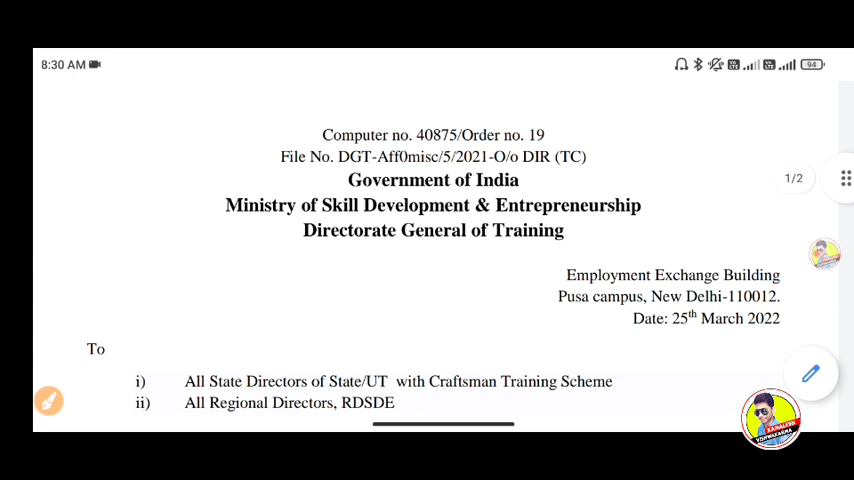 8:30 AM
94
Computer no. 40875/Order no. 19
File No. DGT-Aff0misc/5/2021-O/o DIR (TC)
Government of India
1/2
Ministry of Skill Development & Entrepreneurship
Directorate General of Training
Employment Exchange Building
Pusa campus, New Delhi-110012.
Date: 25th March 2022
To
i) All State Directors of State/UT with Craftsman Training Scheme
ii) All Regional Directors, RDSDE
KAMALESH
VISHWAKARMA